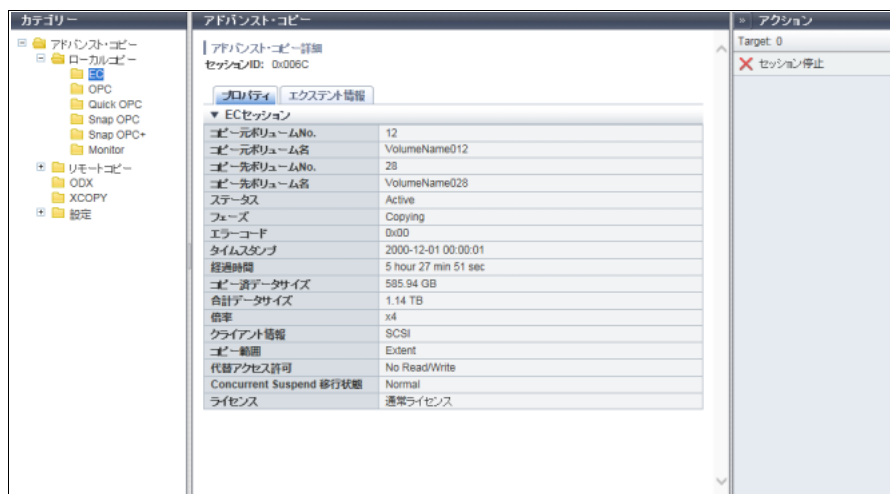 カテゴリー
アドバンスト・コピー
ローカルコピー
EC
OPC
Quick OPC
Snap OPC
Snap OPC+
Monitor
リモートコピー
ODX
XCOPY
設定
アドバンスト・コピー
アドバンスト・コピー詳細
セッションID: 0x006C
プロパティ エクステント情報
▼ ECセッション
コピー元ボリュームNo. 12
コピー元ボリューム名 VolumeName012
コピー先ボリュームNo. 28
コピー先ボリューム名 VolumeName028
ステータス Active
フェーズ Copying
エラーコード 0x00
タイムスタンプ 2000-12-01 00:00:01
経過時間 5 hour 27 min 51 sec
コピー済データサイズ 585.94 GB
合計データサイズ 1.14 TB
倍率 x4
クライアント情報 SCSI
コピー範囲 Extent
代替アクセス許可 No Read/Write
Concurrent Suspend 移行状態 Normal
ライセンス 通常ライセンス
» アクション
Target: 0
セッション停止